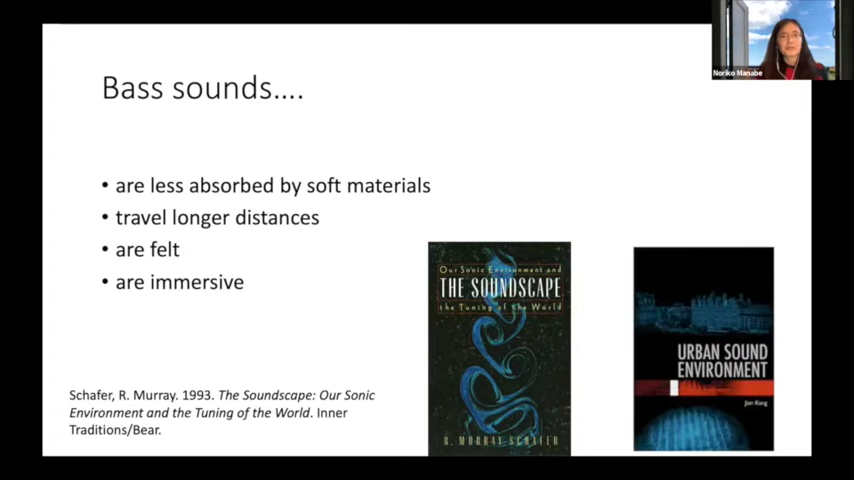 Noriko Manabe
Bass sounds....
• are less absorbed by soft materials
• travel longer distances
• are felt
• are immersive
Our Sonic Environment and
THE SOUNDSCAPE
the Tuning of the World
R. MURRAY SCHAFER
URBAN SOUND
ENVIRONMENT
Jian Kang
Schafer, R. Murray. 1993. The Soundscape: Our Sonic
Environment and the Tuning of the World. Inner
Traditions/Bear.